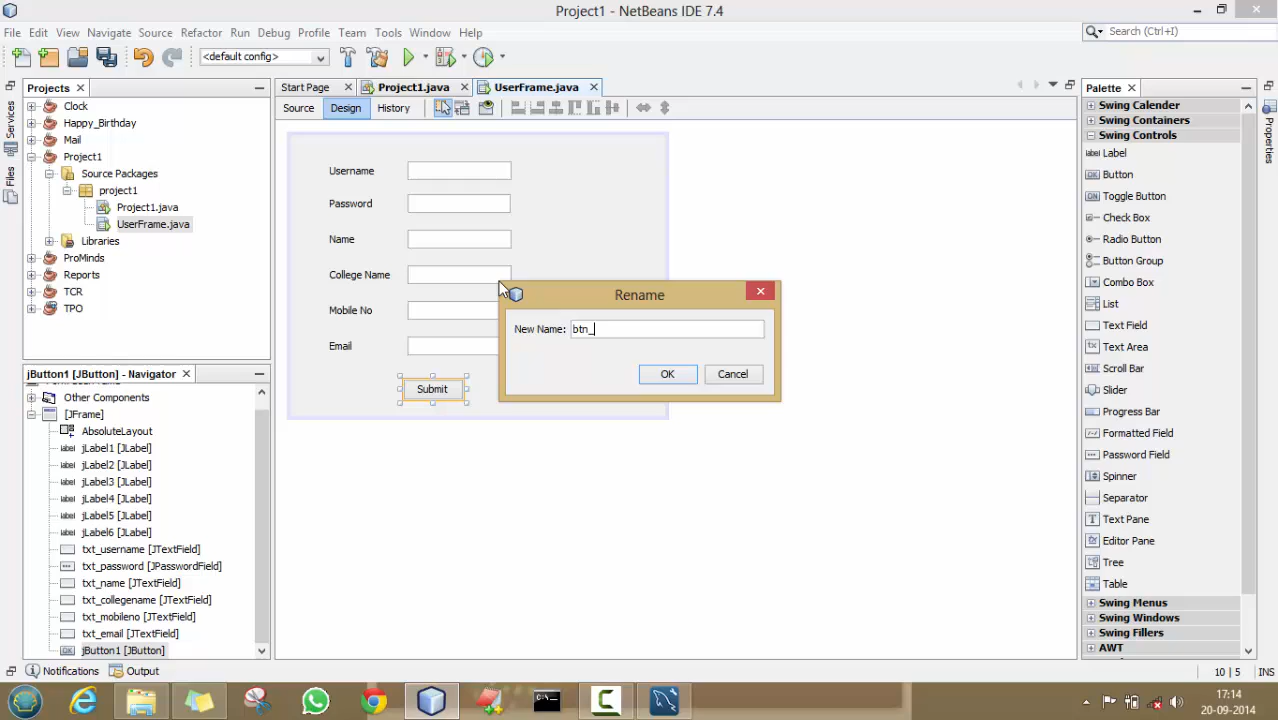 Project1 - NetBeans IDE 7.4
File Edit View Navigate Source Refactor Run Debug Profile Team Tools Window Help
Search (Ctrl+I)
<default config>
Projects
Start Page
Project1.java
UserFrame.java
Palette
Source Design History
Services
Files
Properties
Clock
Happy_Birthday
Mail
Project1
Source Packages
project1
Project1.java
UserFrame.java
Libraries
ProMinds
Reports
TCR
TPO
jButton1 [JButton] - Navigator
Other Components
[JFrame]
AbsoluteLayout
jLabel1 [JLabel]
jLabel2 [JLabel]
jLabel3 [JLabel]
jLabel4 [JLabel]
jLabel5 [JLabel]
jLabel6 [JLabel]
txt_username [JTextField]
txt_password [JPasswordField]
txt_name [JTextField]
txt_collegename [JTextField]
txt_mobileno [JTextField]
txt_email [JTextField]
jButton1 [JButton]
Username
Password
Name
College Name
Mobile No
Email
Submit
Rename
New Name: btn_
OK Cancel
Swing Calender
Swing Containers
Swing Controls
Label
Button
Toggle Button
Check Box
Radio Button
Button Group
Combo Box
List
Text Field
Text Area
Scroll Bar
Slider
Progress Bar
Formatted Field
Password Field
Spinner
Separator
Text Pane
Editor Pane
Tree
Table
Swing Menus
Swing Windows
Swing Fillers
AWT
Notifications Output
10 | 5 INS
17:14
20-09-2014